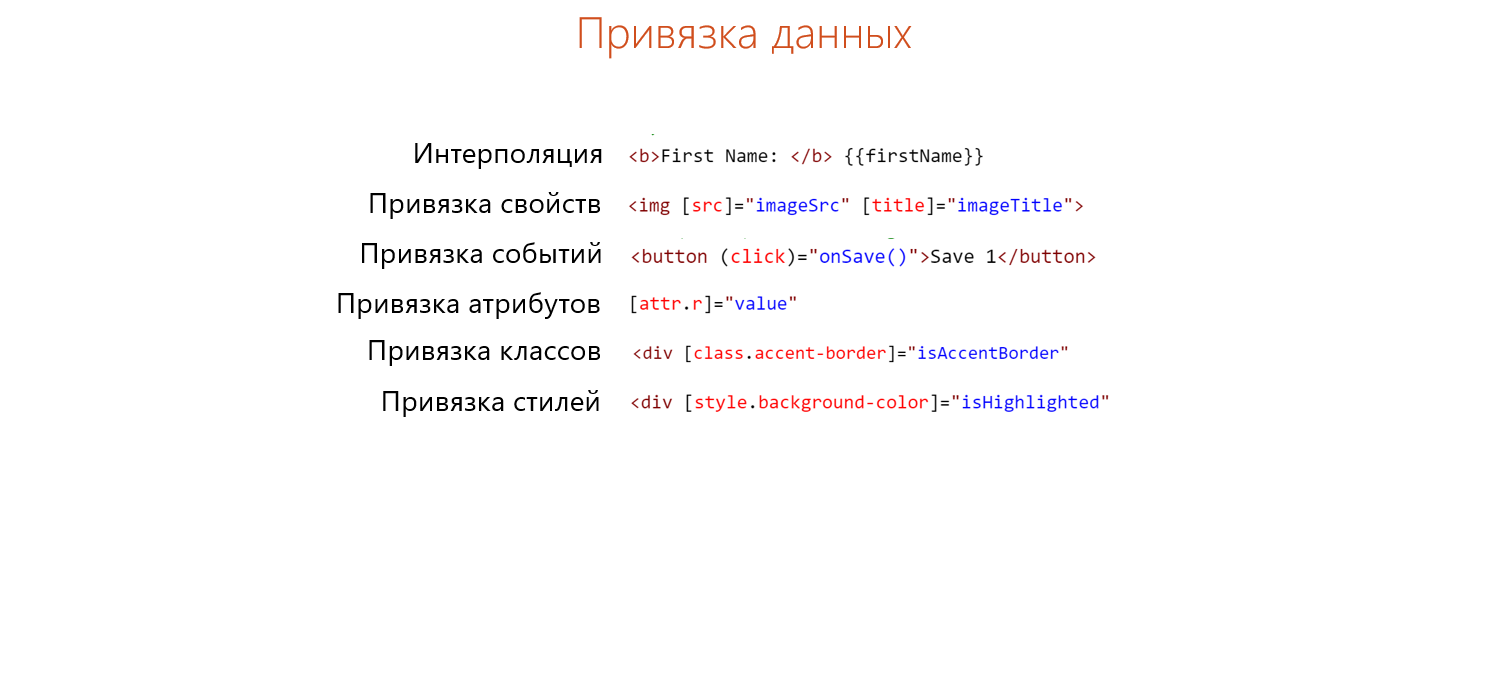 Привязка данных
Интерполяция <b>First Name: </b> {{firstName}}
Привязка свойств <img [src]="imageSrc" [title]="imageTitle">
Привязка событий <button (click)="onSave()">Save 1</button>
Привязка атрибутов [attr.r]="value"
Привязка классов <div [class.accent-border]="isAccentBorder"
Привязка стилей <div [style.background-color]="isHighlighted"